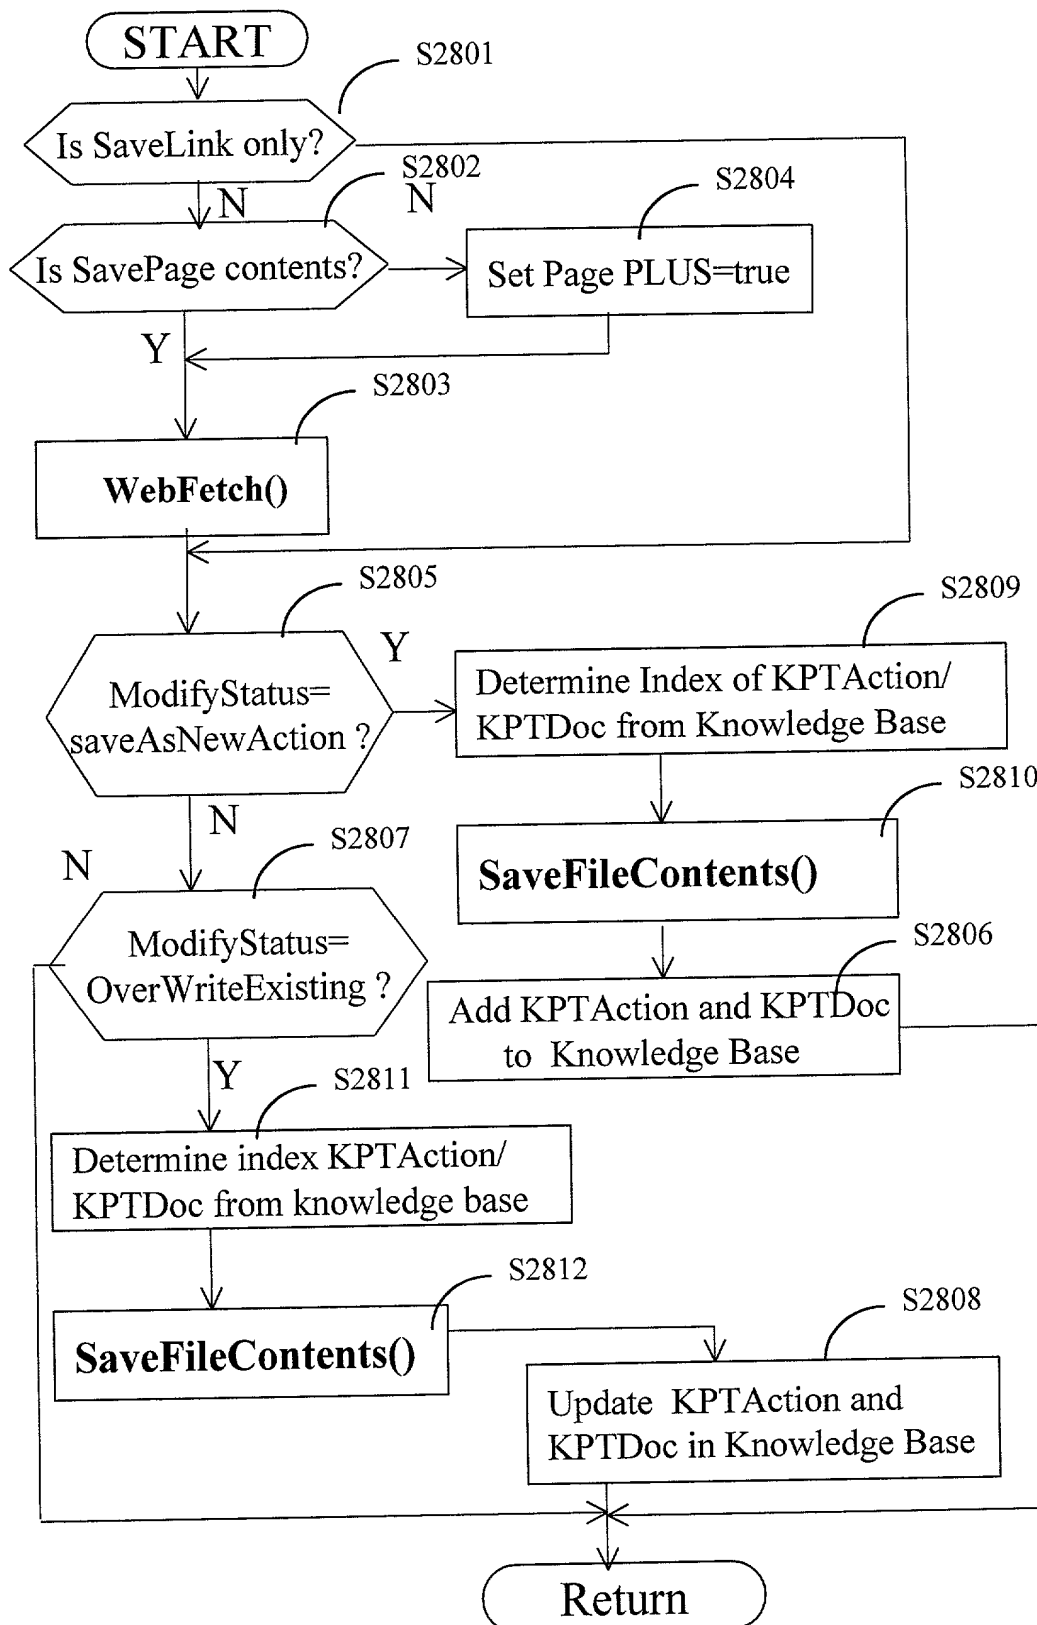 START
S2801
Is SaveLink only?
S2802
N
N
S2804
Is SavePage contents?
Set Page PLUS=true
Y
S2803
WebFetch()
S2805
S2809
Y
ModifyStatus=
saveAsNewAction ?
Determine Index of KPTAction/
KPTDoc from Knowledge Base
S2810
N
S2807
N
SaveFileContents()
ModifyStatus=
OverWriteExisting ?
S2806
Add KPTAction and KPTDoc
to Knowledge Base
Y
S2811
Determine index KPTAction/
KPTDoc from knowledge base
S2812
SaveFileContents()
S2808
Update KPTAction and
KPTDoc in Knowledge Base
Return